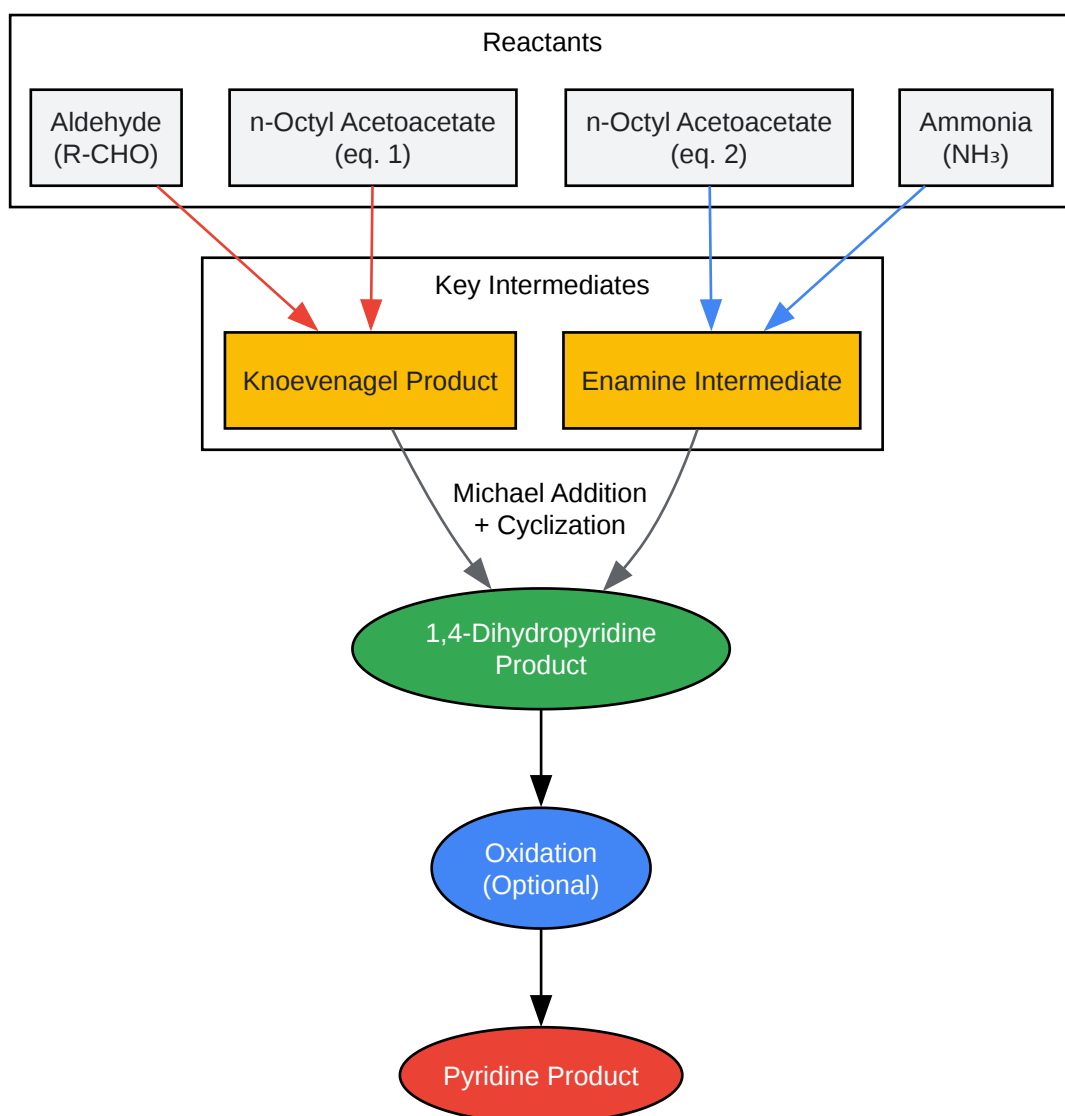 Reactants
Aldehyde
(R-CHO)
n-Octyl Acetoacetate
(eq. 1)
n-Octyl Acetoacetate
(eq. 2)
Ammonia
(NH₃)
Key Intermediates
Knoevenagel Product
Enamine Intermediate
Michael Addition
+ Cyclization
1,4-Dihydropyridine
Product
Oxidation
(Optional)
Pyridine Product